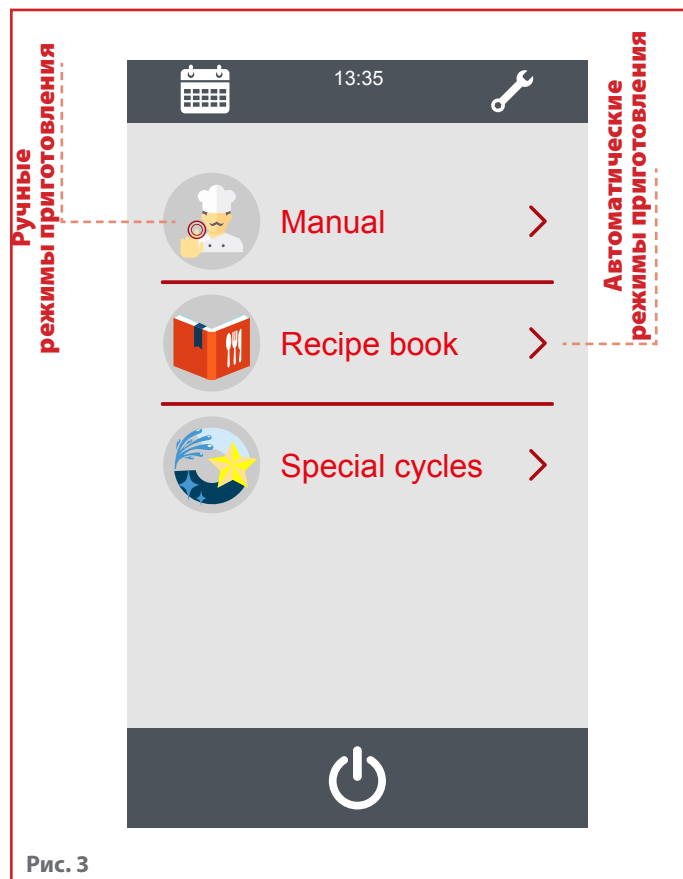 Ручные
режимы приготовления
Автоматические
режимы приготовления
13:35
Manual
Recipe book
Special cycles
Рис. 3